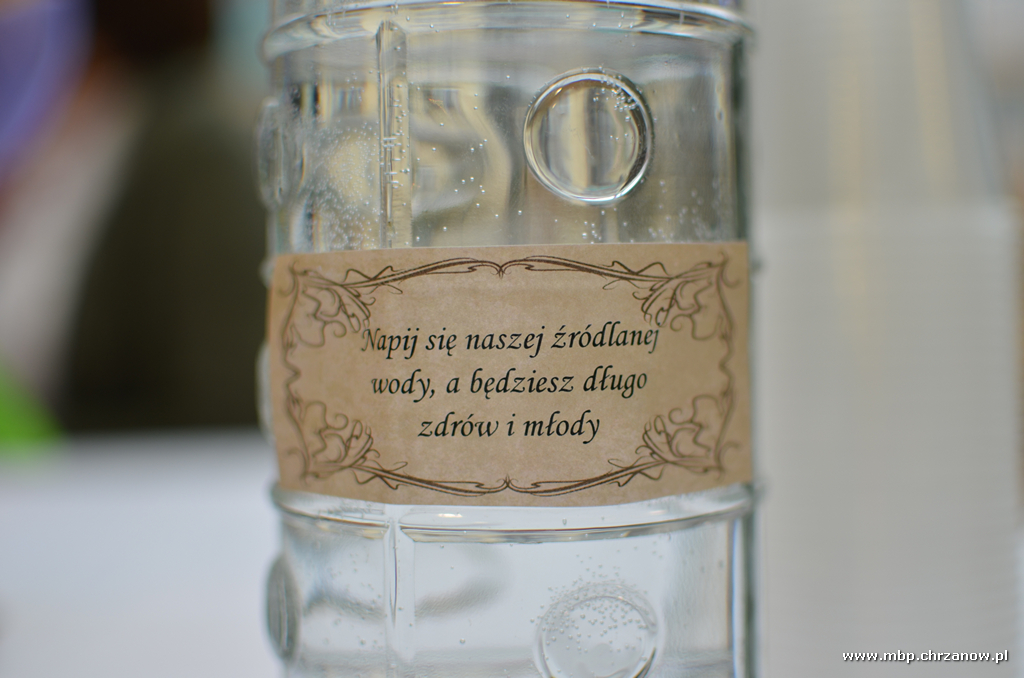 Napij się naszej źródlanej
wody, a będziesz długo
zdrów i młody
www.mbp.chrzanow.pl